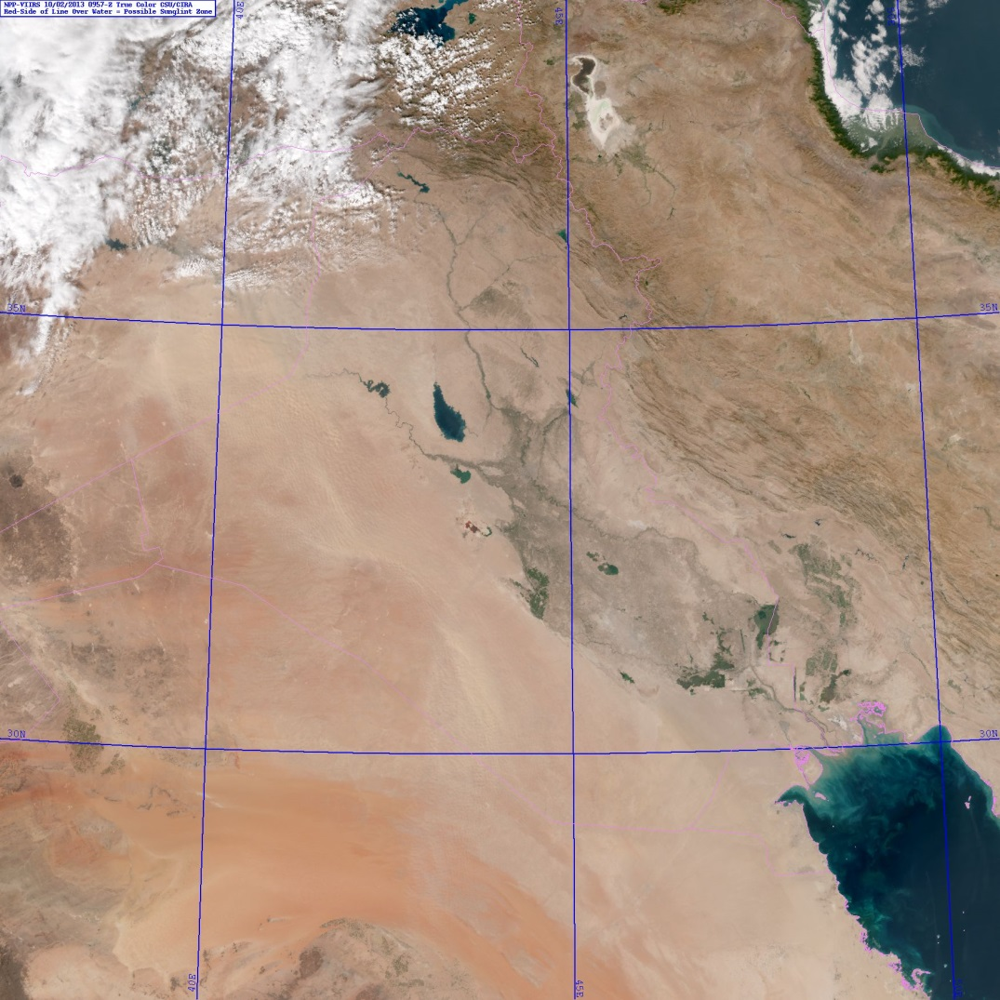 NPP-VIIRS 10/02/2013 0957-Z True Color CSU/CIRA
Red-Side of Line Over Water = Possible Sunglint Zone
40E
45E
35N
35N
30N
30N
40E
45E